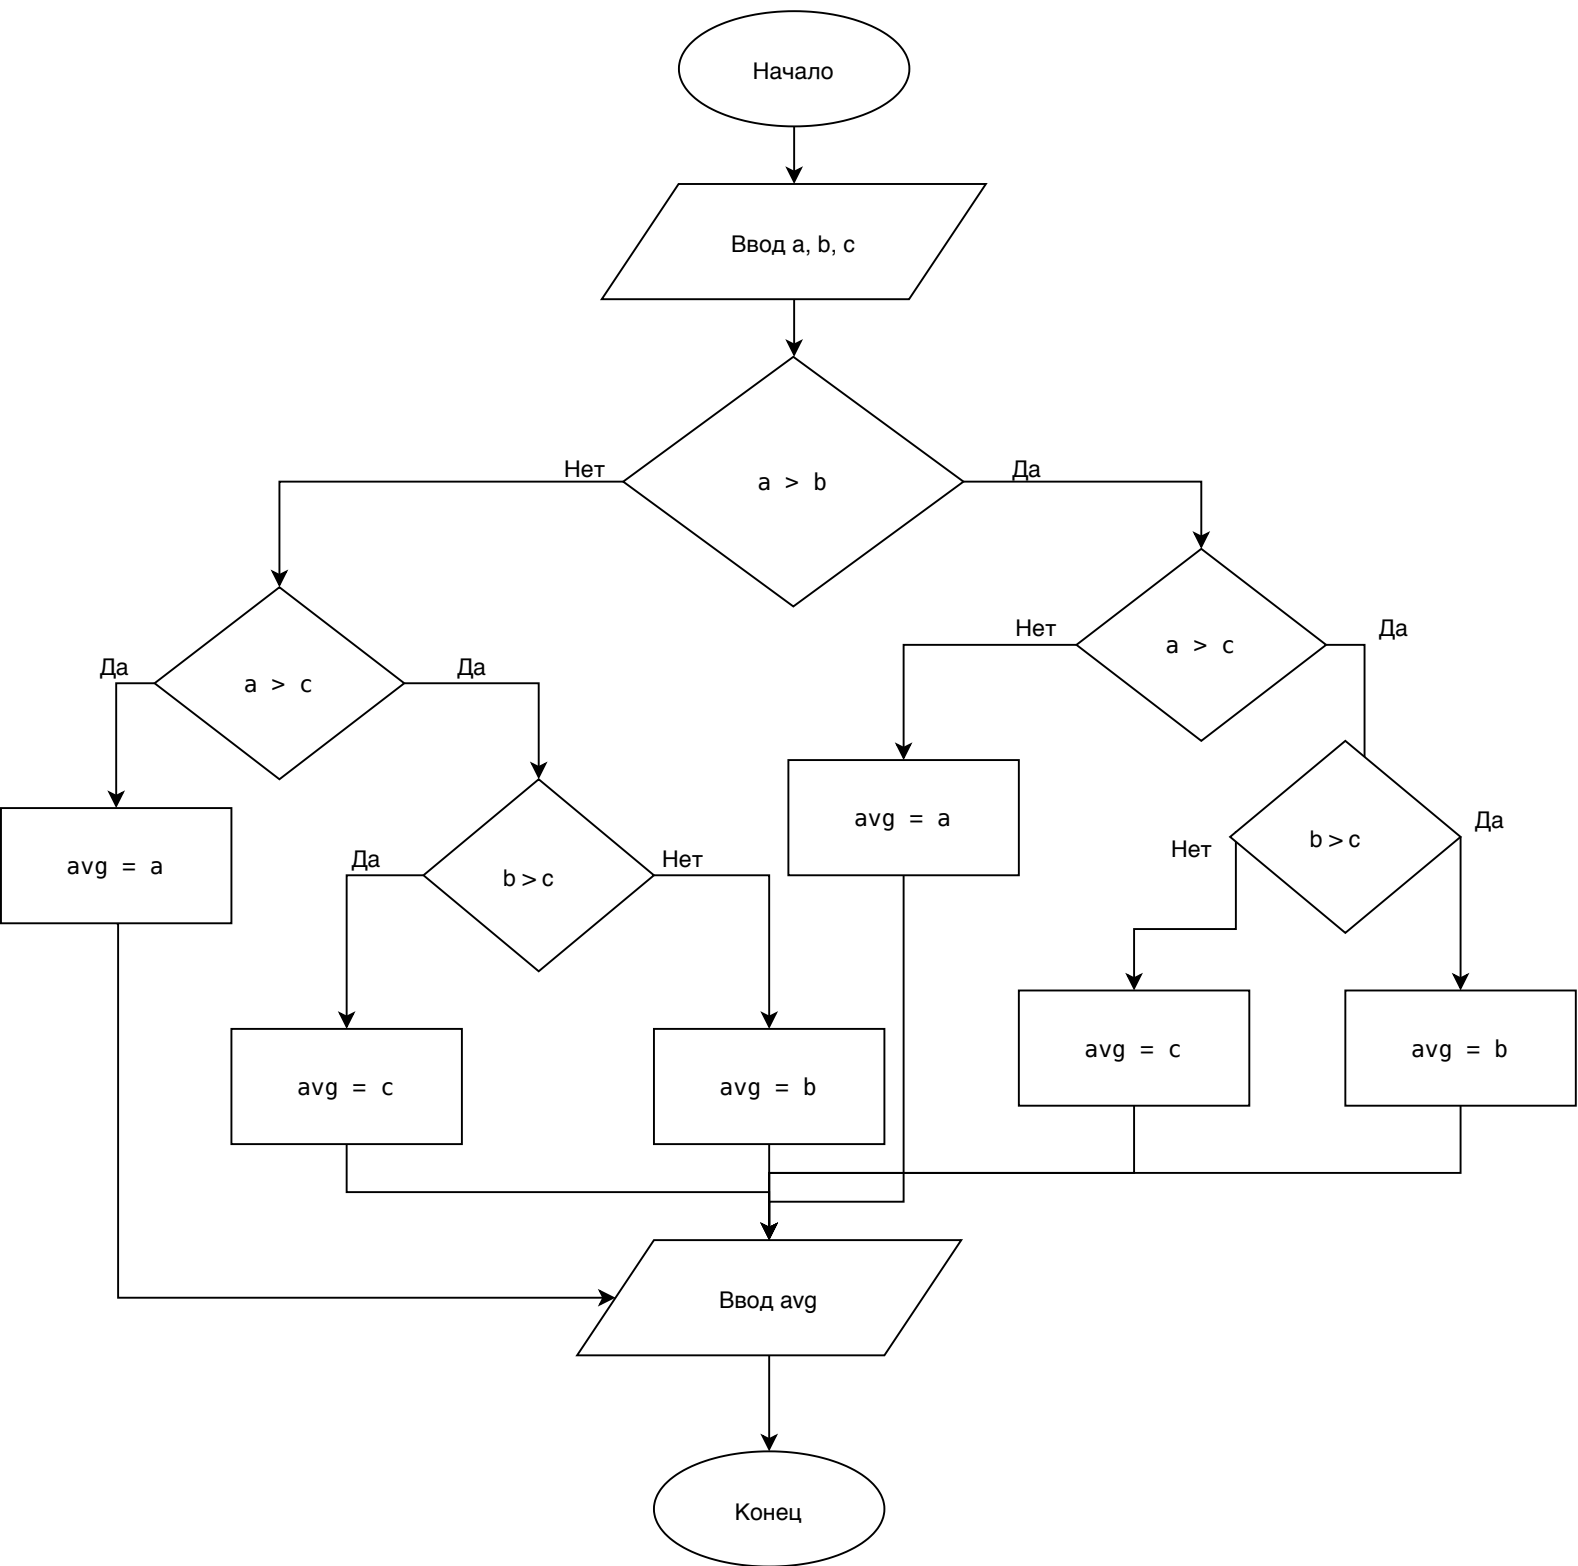 Начало
Ввод a, b, c
a > b
Нет
Да
a > c
Да
Да
a > c
Нет
Да
avg = a
b > c
Да
Нет
avg = a
b > c
Нет
Да
avg = c
avg = b
avg = c
avg = b
Ввод avg
Конец